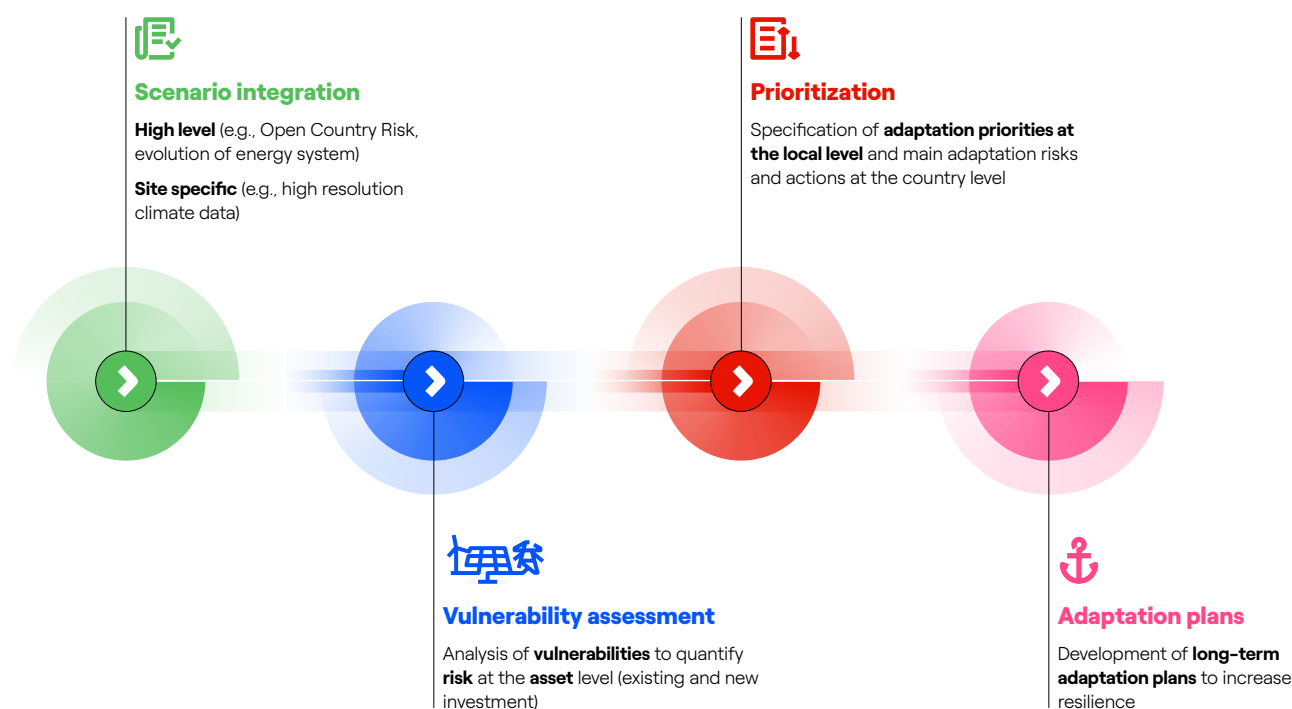 Scenario integration
High level (e.g., Open Country Risk,
evolution of energy system)
Site specific (e.g., high resolution
climate data)
Prioritization
Specification of adaptation priorities at
the local level and main adaptation risks
and actions at the country level
Vulnerability assessment
Analysis of vulnerabilities to quantify
risk at the asset level (existing and new
investment)
Adaptation plans
Development of long-term
adaptation plans to increase
resilience